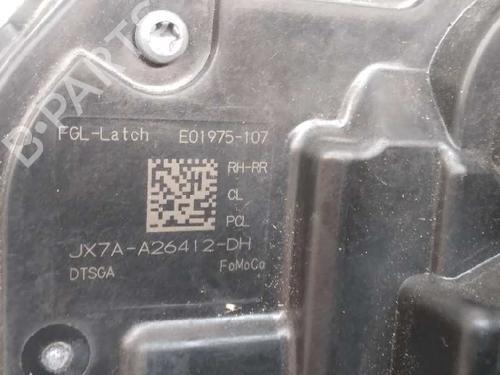 B-PARTS
FGL-Latch E01975-107
RH-RR
CL
PCL
JX7A-A26412-DH
DTSGA FoMoCo